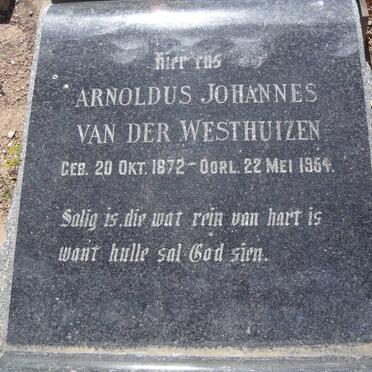 Hier rus
ARNOLDUS JOHANNES
VAN DER WESTHUIZEN
GEB. 20 OKT. 1872 – OORL. 22 MEI 1954.
Salig is die wat rein van hart is
want hulle sal God sien.